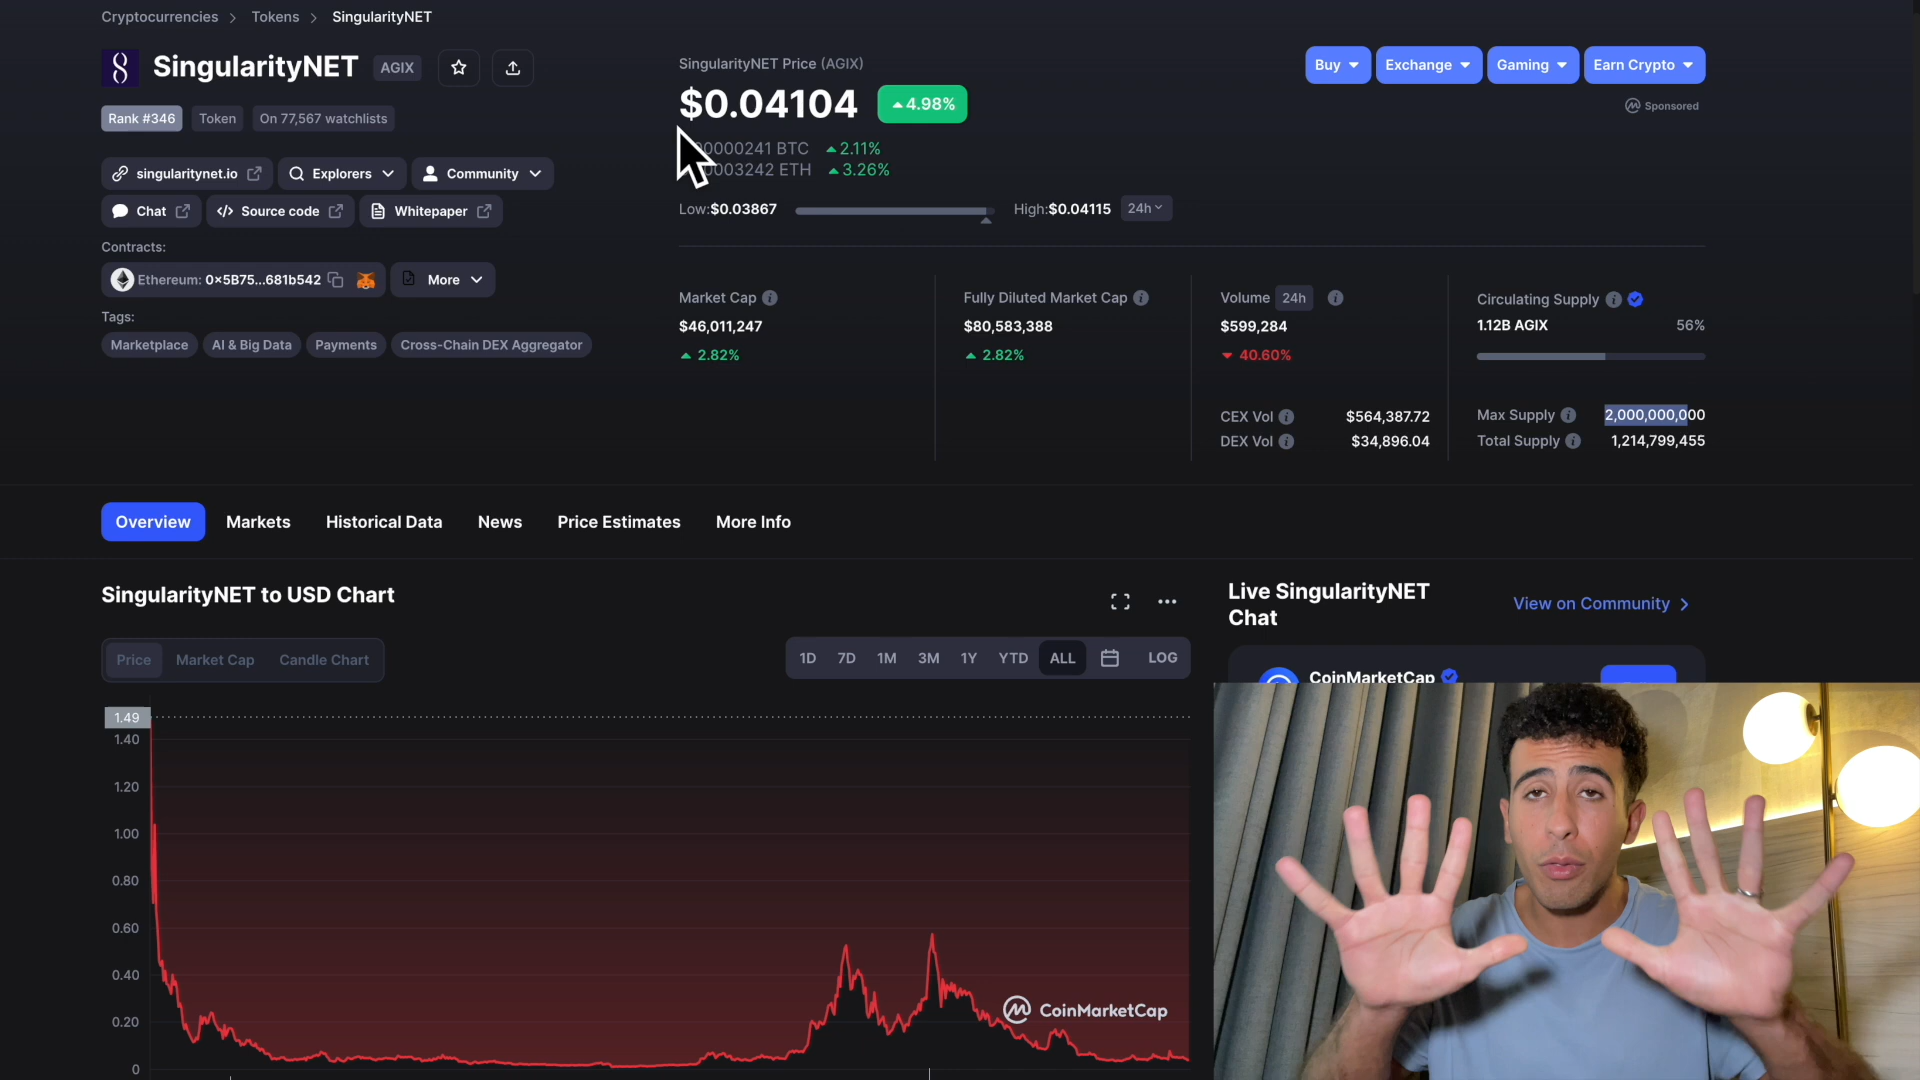 Cryptocurrencies > Tokens > SingularityNET
SingularityNET AGIX
Rank #346 Token On 77,567 watchlists
singularitynet.io Explorers Community
Chat Source code Whitepaper
Contracts:
Ethereum: 0x5B75...681b542 More
Tags:
Marketplace AI & Big Data Payments Cross-Chain DEX Aggregator
SingularityNET Price (AGIX)
$0.04104 4.98%
BTC 2.11%
ETH 3.26%
Low:$0.03867 High:$0.04115 24h
Buy Exchange Gaming Earn Crypto
Sponsored
Market Cap
$46,011,247
2.82%
Fully Diluted Market Cap
$80,583,388
2.82%
Volume 24h
$599,284
40.60%
CEX Vol $564,387.72
DEX Vol $34,896.04
Circulating Supply
1.12B AGIX 56%
Max Supply 2,000,000,000
Total Supply 1,214,799,455
Overview Markets Historical Data News Price Estimates More Info
SingularityNET to USD Chart
Price Market Cap Candle Chart
1D 7D 1M 3M 1Y YTD ALL LOG
1.49
1.40
1.20
1.00
0.80
0.60
0.40
0.20
0
CoinMarketCap
Live SingularityNET
Chat
View on Community >
CoinMarketCap